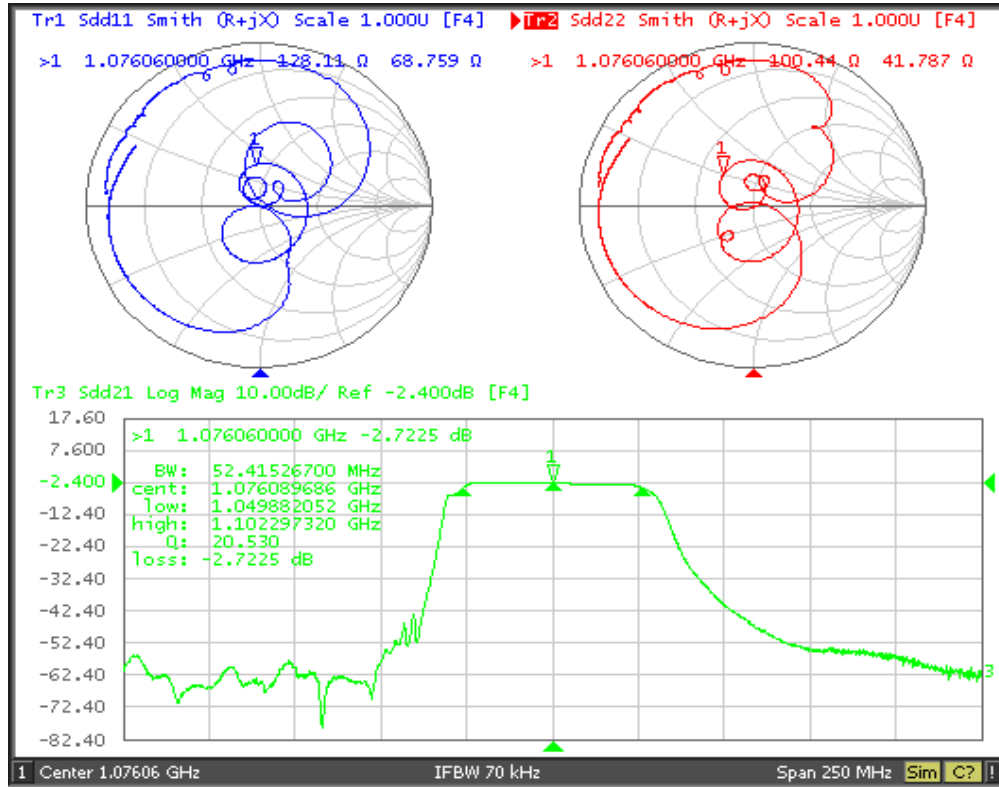 Tr1 Sdd11 Smith (R+jX) Scale 1.000U [F4]
>1 1.076060000 GHz 128.11 Ω 68.759 Ω
Tr2 Sdd22 Smith (R+jX) Scale 1.000U [F4]
>1 1.076060000 GHz 100.44 Ω 41.787 Ω
1
1
Tr3 Sdd21 Log Mag 10.00dB/ Ref -2.400dB [F4]
17.60
7.600
-2.400
-12.40
-22.40
-32.40
-42.40
-52.40
-62.40
-72.40
-82.40
>1 1.076060000 GHz -2.7225 dB
BW: 52.41526700 MHz
cent: 1.076089686 GHz
low: 1.049882052 GHz
high: 1.102297320 GHz
Q: 20.530
loss: -2.7225 dB
1
3
1 Center 1.07606 GHz IFBW 70 kHz Span 250 MHz Sim C? !